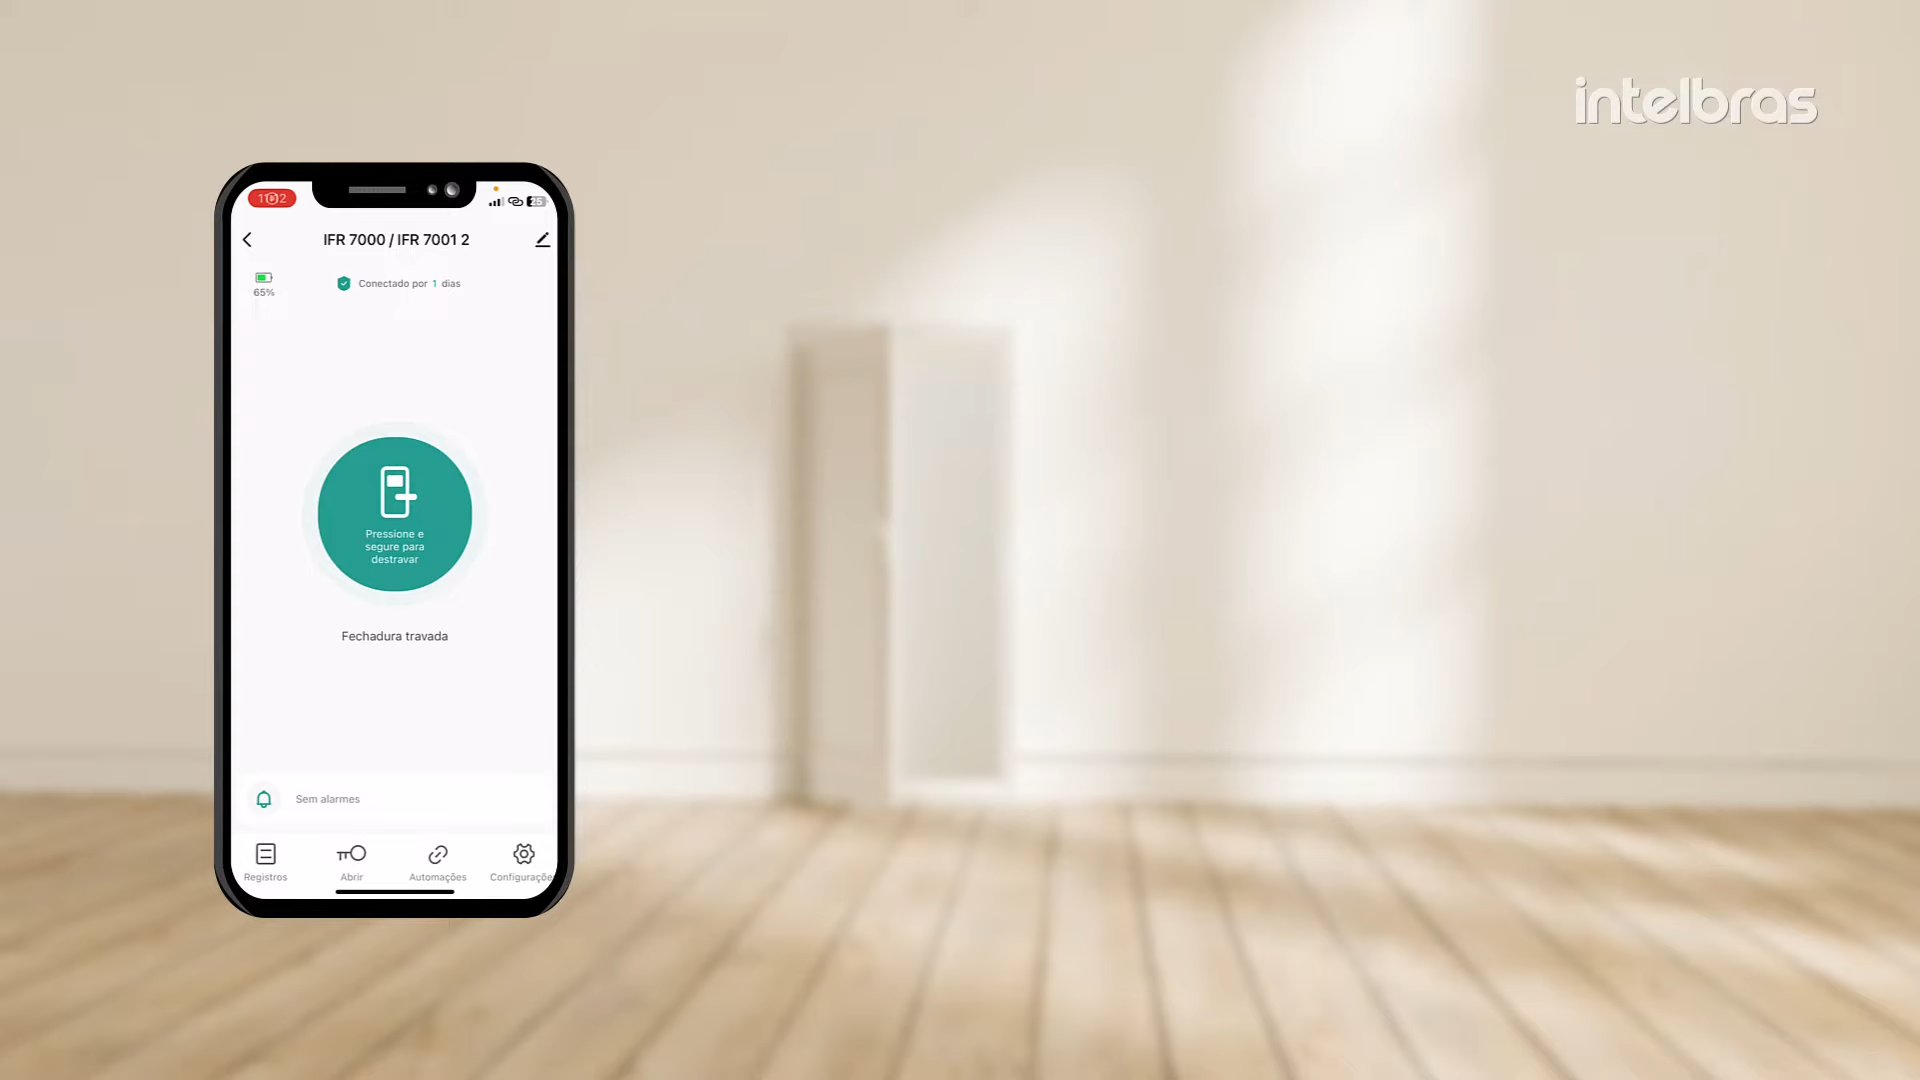 intelbras
25
IFR 7000 / IFR 7001 2
65%
Conectado por 1 dias
Pressione e
segure para
destravar
Fechadura travada
Sem alarmes
Registros
Abrir
Automações
Configuraçõe